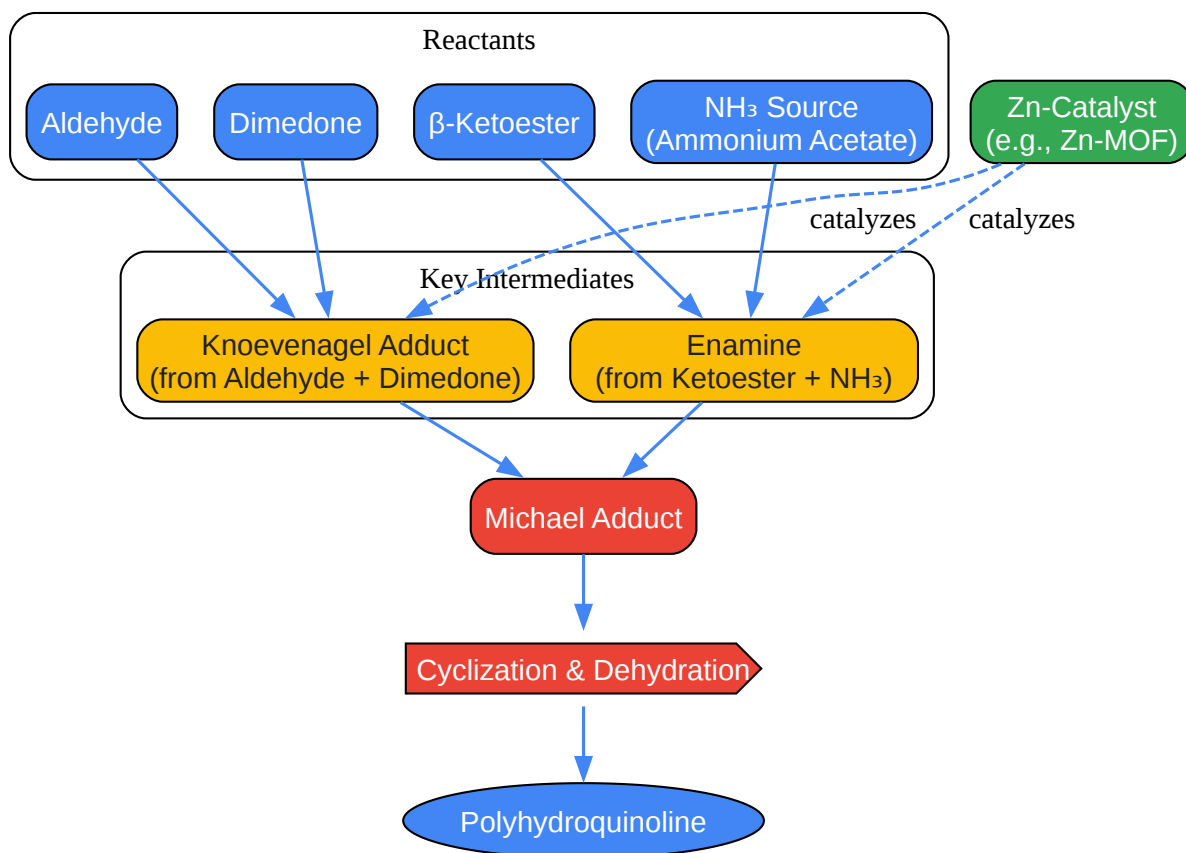 Reactants
Aldehyde
Dimedone
β-Ketoester
NH₃ Source
(Ammonium Acetate)
Zn-Catalyst
(e.g., Zn-MOF)
catalyzes
catalyzes
Key Intermediates
Knoevenagel Adduct
(from Aldehyde + Dimedone)
Enamine
(from Ketoester + NH₃)
Michael Adduct
Cyclization & Dehydration
Polyhydroquinoline